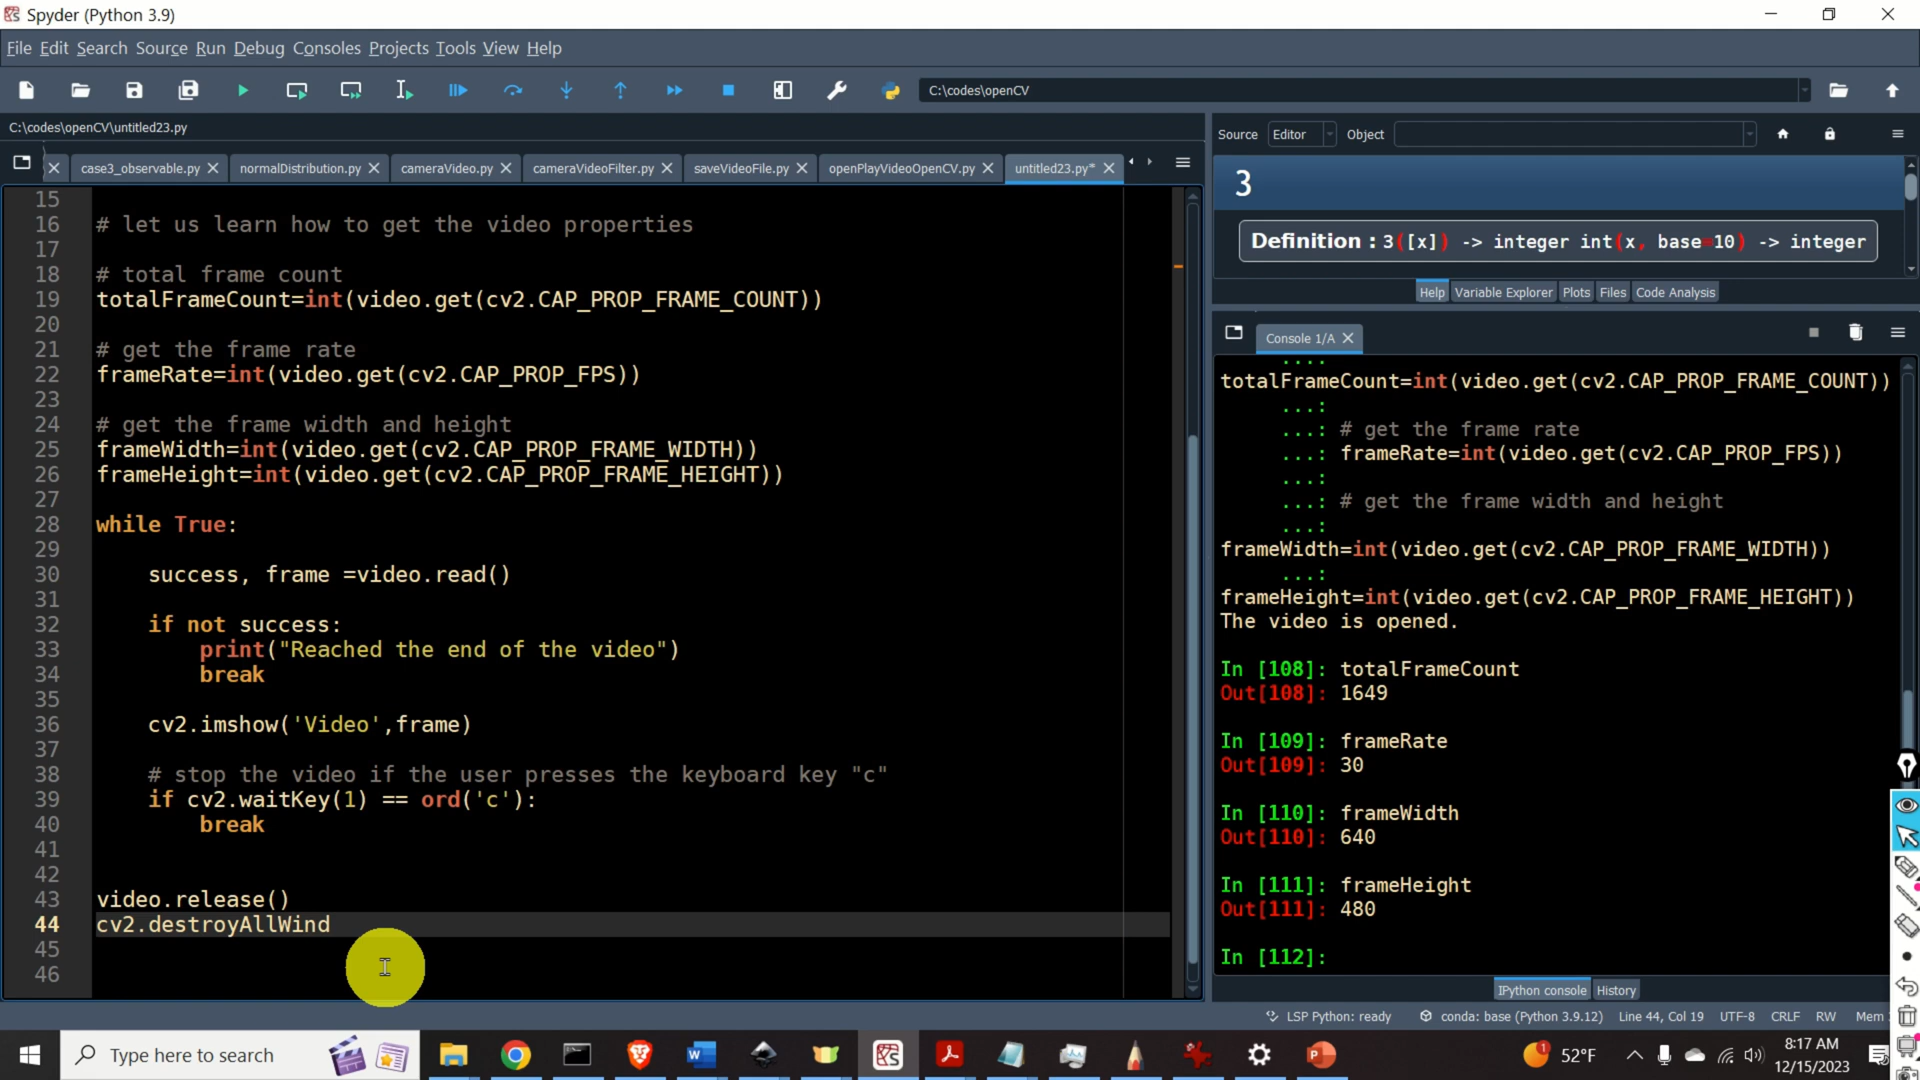 Spyder (Python 3.9)
File Edit Search Source Run Debug Consoles Projects Tools View Help
C:\codes\openCV
C:\codes\openCV\untitled23.py
case3_observable.py
normalDistribution.py
cameraVideo.py
cameraVideoFilter.py
saveVideoFile.py
openPlayVideoOpenCV.py
untitled23.py*
15
16 # let us learn how to get the video properties
17
18 # total frame count
19 totalFrameCount=int(video.get(cv2.CAP_PROP_FRAME_COUNT))
20
21 # get the frame rate
22 frameRate=int(video.get(cv2.CAP_PROP_FPS))
23
24 # get the frame width and height
25 frameWidth=int(video.get(cv2.CAP_PROP_FRAME_WIDTH))
26 frameHeight=int(video.get(cv2.CAP_PROP_FRAME_HEIGHT))
27
28 while True:
29
30 success, frame =video.read()
31
32 if not success:
33 print("Reached the end of the video")
34 break
35
36 cv2.imshow('Video',frame)
37
38 # stop the video if the user presses the keyboard key "c"
39 if cv2.waitKey(1) == ord('c'):
40 break
41
42
43 video.release()
44 cv2.destroyAllWind
45
46
Source Editor Object
3
Definition : 3([x]) -> integer int(x, base=10) -> integer
Help Variable Explorer Plots Files Code Analysis
Console 1/A
....
totalFrameCount=int(video.get(cv2.CAP_PROP_FRAME_COUNT))
...:
...: # get the frame rate
...: frameRate=int(video.get(cv2.CAP_PROP_FPS))
...:
...: # get the frame width and height
...:
frameWidth=int(video.get(cv2.CAP_PROP_FRAME_WIDTH))
...:
frameHeight=int(video.get(cv2.CAP_PROP_FRAME_HEIGHT))
The video is opened.
In [108]: totalFrameCount
Out[108]: 1649
In [109]: frameRate
Out[109]: 30
In [110]: frameWidth
Out[110]: 640
In [111]: frameHeight
Out[111]: 480
In [112]:
IPython console History
LSP Python: ready conda: base (Python 3.9.12) Line 44, Col 19 UTF-8 CRLF RW Mem
Type here to search
52°F
8:17 AM
12/15/2023